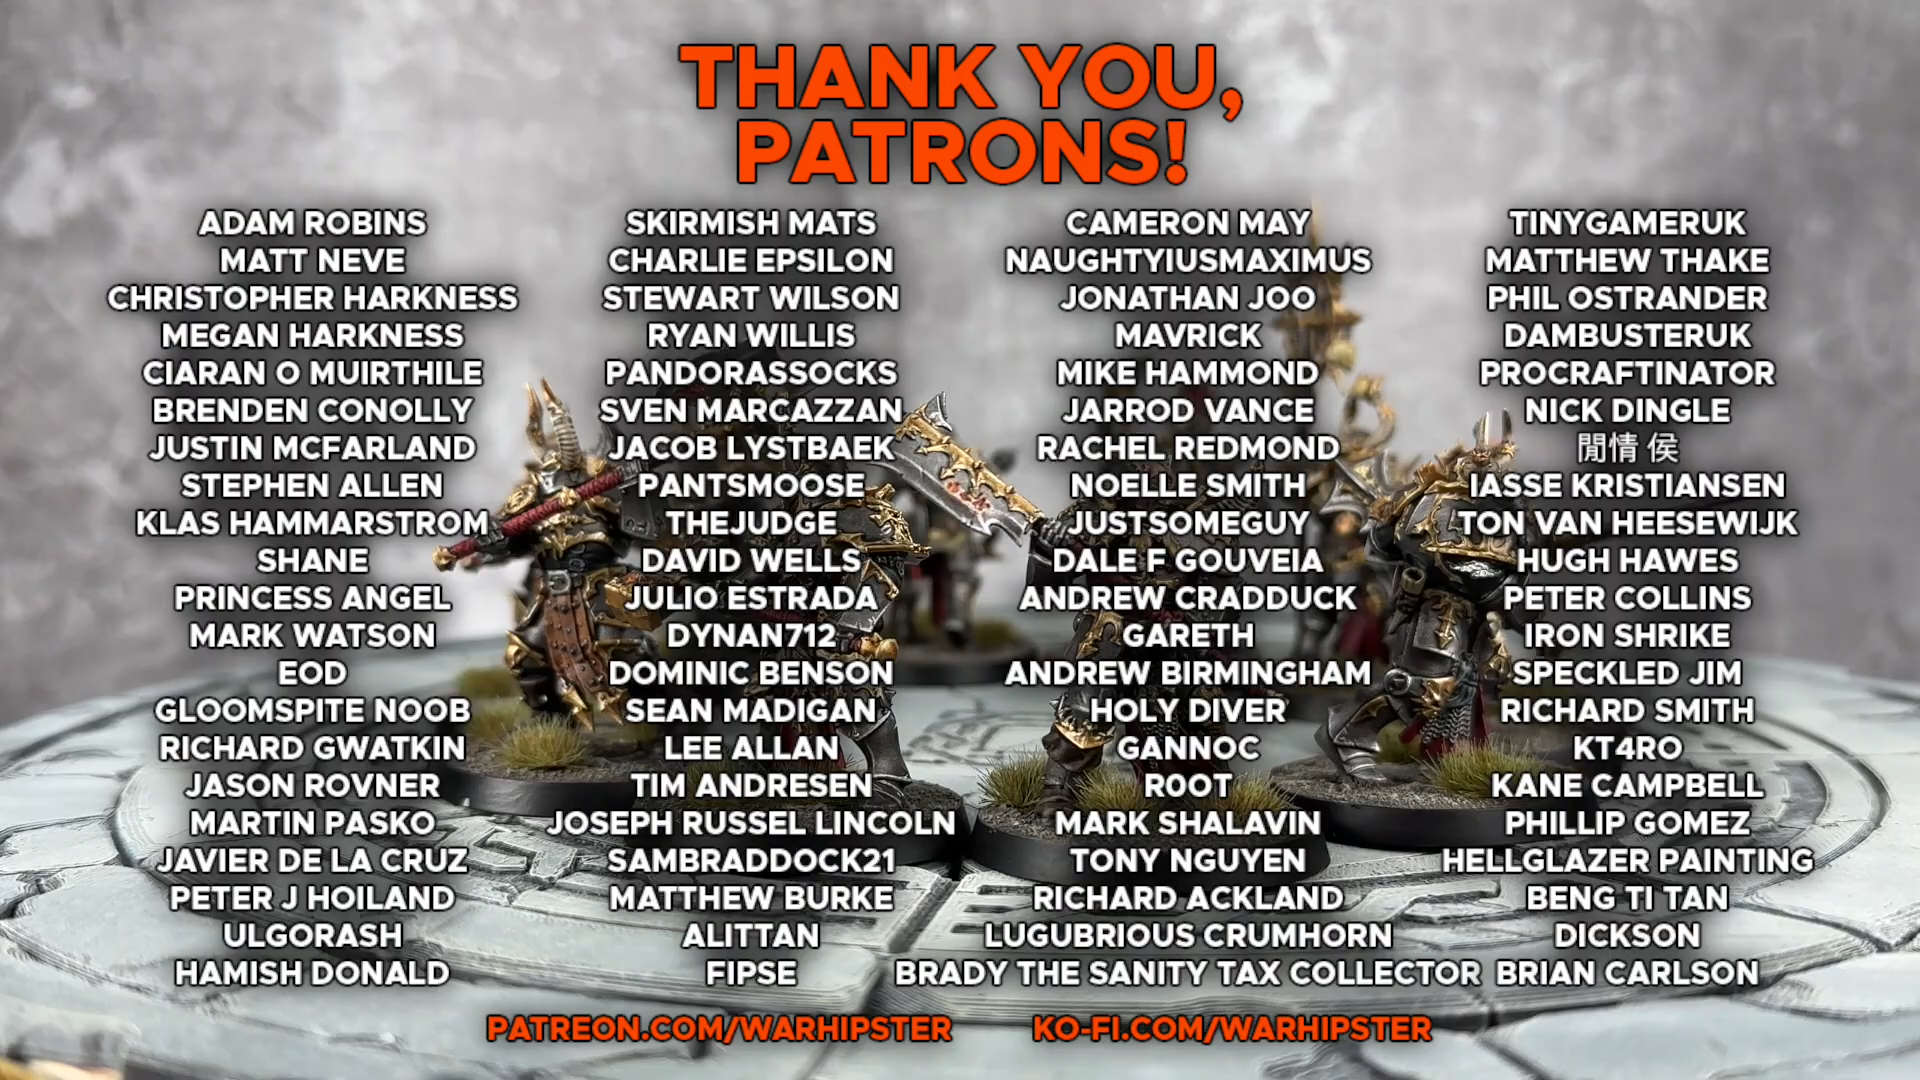 THANK YOU,
PATRONS!
ADAM ROBINS
MATT NEVE
CHRISTOPHER HARKNESS
MEGAN HARKNESS
CIARAN O MUIRTHILE
BRENDEN CONOLLY
JUSTIN MCFARLAND
STEPHEN ALLEN
KLAS HAMMARSTROM
SHANE
PRINCESS ANGEL
MARK WATSON
EOD
GLOOMSPITE NOOB
RICHARD GWATKIN
JASON ROVNER
MARTIN PASKO
JAVIER DE LA CRUZ
PETER J HOILAND
ULGORASH
HAMISH DONALD
SKIRMISH MATS
CHARLIE EPSILON
STEWART WILSON
RYAN WILLIS
PANDORASSOCKS
SVEN MARCAZZAN
JACOB LYSTBAEK
PANTSMOOSE
THEJUDGE
DAVID WELLS
JULIO ESTRADA
DYNAN712
DOMINIC BENSON
SEAN MADIGAN
LEE ALLAN
TIM ANDRESEN
JOSEPH RUSSEL LINCOLN
SAMBRADDOCK21
MATTHEW BURKE
ALITTAN
FIPSE
CAMERON MAY
NAUGHTYIUSMAXIMUS
JONATHAN JOO
MAVRICK
MIKE HAMMOND
JARROD VANCE
RACHEL REDMOND
NOELLE SMITH
JUSTSOMEGUY
DALE F GOUVEIA
ANDREW CRADDUCK
GARETH
ANDREW BIRMINGHAM
HOLY DIVER
GANNOC
R0OT
MARK SHALAVIN
TONY NGUYEN
RICHARD ACKLAND
LUGUBRIOUS CRUMHORN
BRADY THE SANITY TAX COLLECTOR
TINYGAMERUK
MATTHEW THAKE
PHIL OSTRANDER
DAMBUSTERUK
PROCRAFTINATOR
NICK DINGLE
閒情 侯
IASSE KRISTIANSEN
TON VAN HEESEWIJK
HUGH HAWES
PETER COLLINS
IRON SHRIKE
SPECKLED JIM
RICHARD SMITH
KT4RO
KANE CAMPBELL
PHILLIP GOMEZ
HELLGLAZER PAINTING
BENG TI TAN
DICKSON
BRIAN CARLSON
PATREON.COM/WARHIPSTER
KO-FI.COM/WARHIPSTER